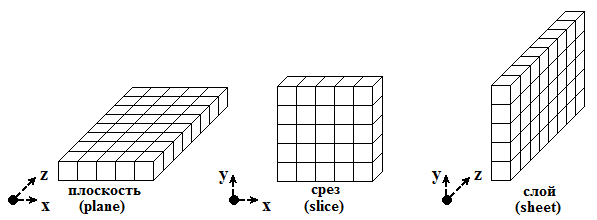 z
x
плоскость
(plane)
y
x
срез
(slice)
y
z
слой
(sheet)